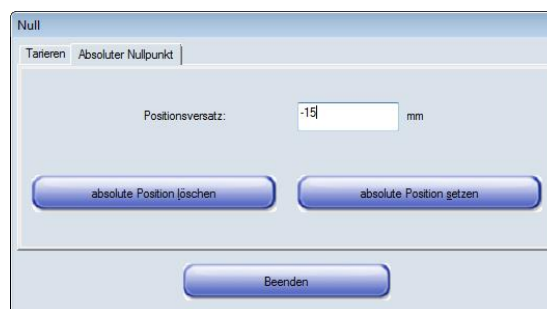 Null
Tarieren Absoluter Nullpunkt
Positionsversatz: -15 mm
absolute Position löschen absolute Position setzen
Beenden